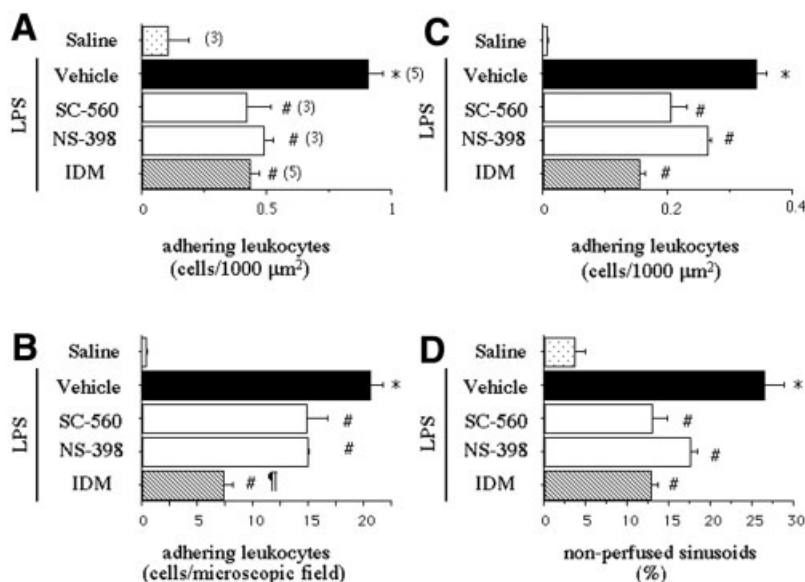 A
Saline
(3)
Vehicle
* (5)
SC-560
# (3)
NS-398
# (3)
IDM
# (5)
LPS
0 0.5 1
adhering leukocytes
(cells/1000 µm²)
C
Saline
Vehicle
*
SC-560
#
NS-398
#
IDM
#
LPS
0 0.2 0.4
adhering leukocytes
(cells/1000 µm²)
B
Saline
Vehicle
*
SC-560
#
NS-398
#
IDM
# ¶
LPS
0 5 10 15 20
adhering leukocytes
(cells/microscopic field)
D
Saline
Vehicle
*
SC-560
#
NS-398
#
IDM
#
LPS
0 5 10 15 20 25 30
non-perfused sinusoids
(%)